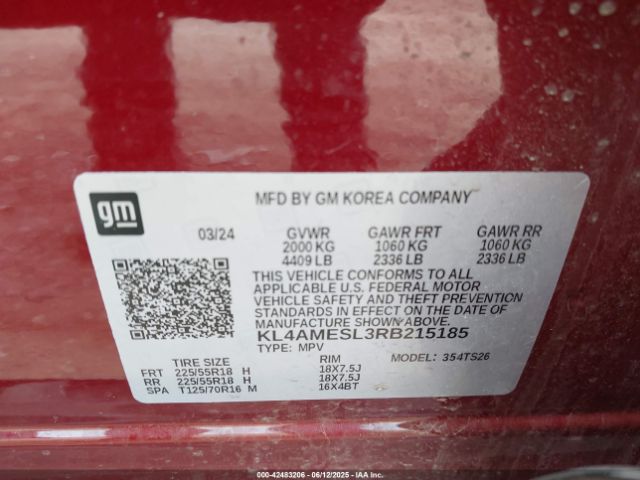 gm
MFD BY GM KOREA COMPANY
03/24 GVWR GAWR FRT GAWR RR
2000 KG 1060 KG 1060 KG
4409 LB 2336 LB 2336 LB
THIS VEHICLE CONFORMS TO ALL
APPLICABLE U.S. FEDERAL MOTOR
VEHICLE SAFETY AND THEFT PREVENTION
STANDARDS IN EFFECT ON THE DATE OF
MANUFACTURE SHOWN ABOVE.
KL4AMESL3RB215185
TYPE: MPV MODEL: 354TS26
TIRE SIZE RIM
FRT 225/55R18 H 18X7.5J
RR 225/55R18 H 18X7.5J
SPA T125/70R16 M 16X4BT
000-42483206 - 06/12/2025 - IAAI.COM